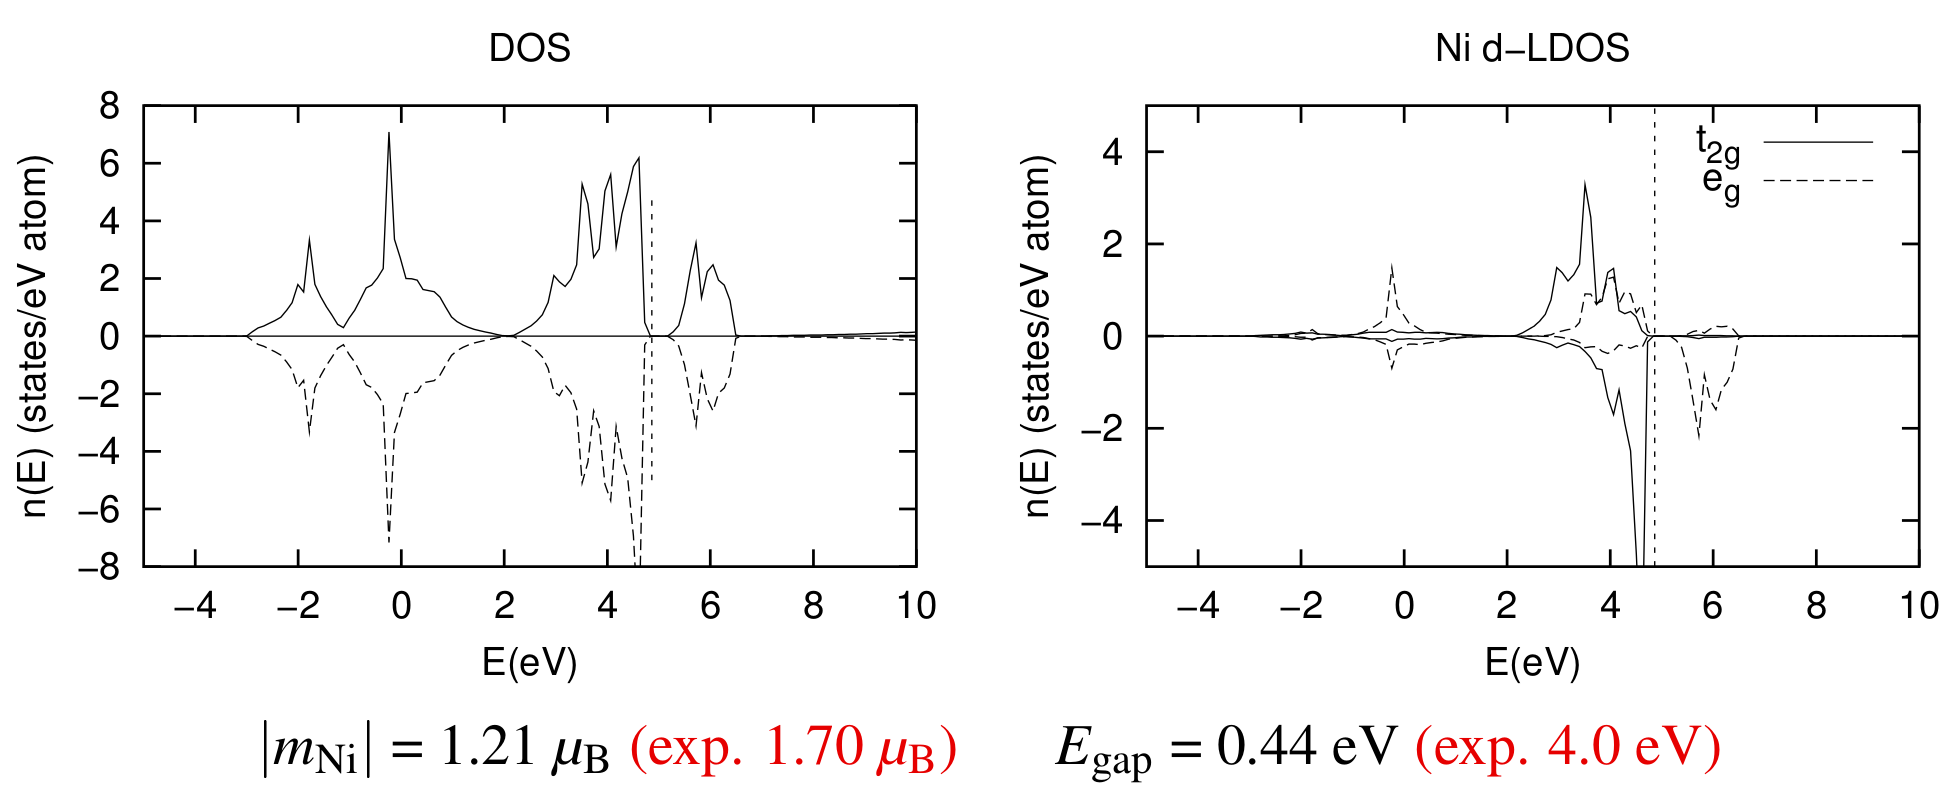 DOS
n(E) (states/eV atom)
8
6
4
2
0
−2
−4
−6
−8
−4 −2 0 2 4 6 8 10
E(eV)
Ni d−LDOS
n(E) (states/eV atom)
4
2
0
−2
−4
t2g
eg
−4 −2 0 2 4 6 8 10
E(eV)
|mNi| = 1.21 μB (exp. 1.70 μB)
Egap = 0.44 eV (exp. 4.0 eV)